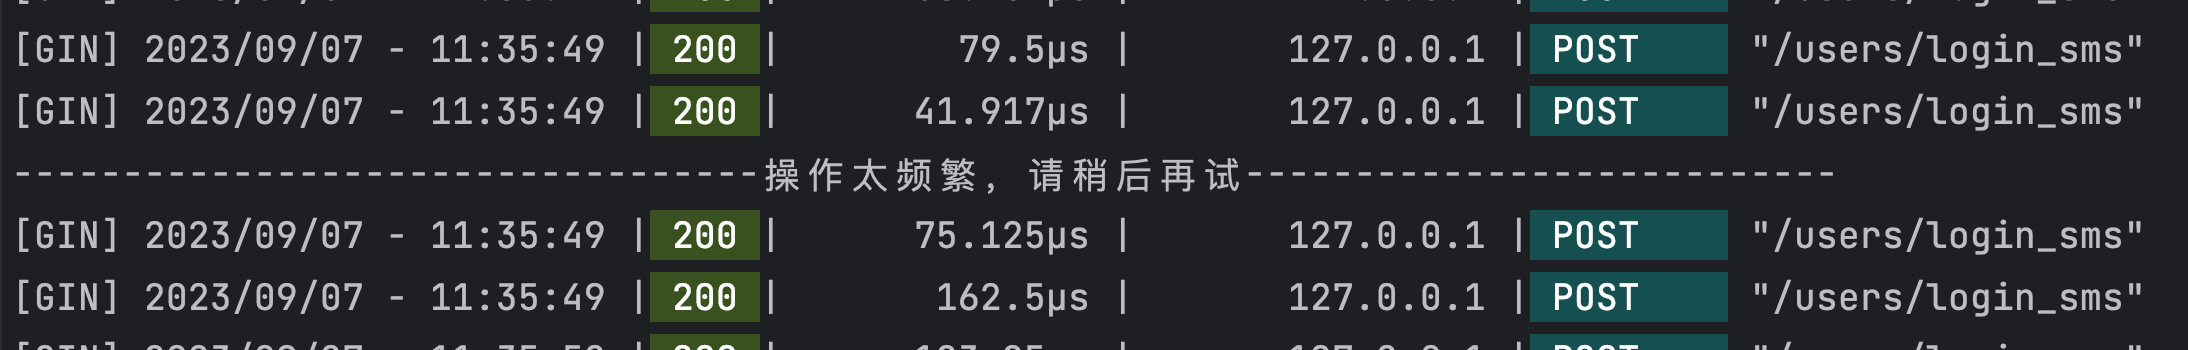 [GIN] 2023/09/07 - 11:35:49 | 200 | 79.5µs | 127.0.0.1 | POST "/users/login_sms"
[GIN] 2023/09/07 - 11:35:49 | 200 | 41.917µs | 127.0.0.1 | POST "/users/login_sms"
----------------------------------操作太频繁，请稍后再试---------------------------
[GIN] 2023/09/07 - 11:35:49 | 200 | 75.125µs | 127.0.0.1 | POST "/users/login_sms"
[GIN] 2023/09/07 - 11:35:49 | 200 | 162.5µs | 127.0.0.1 | POST "/users/login_sms"